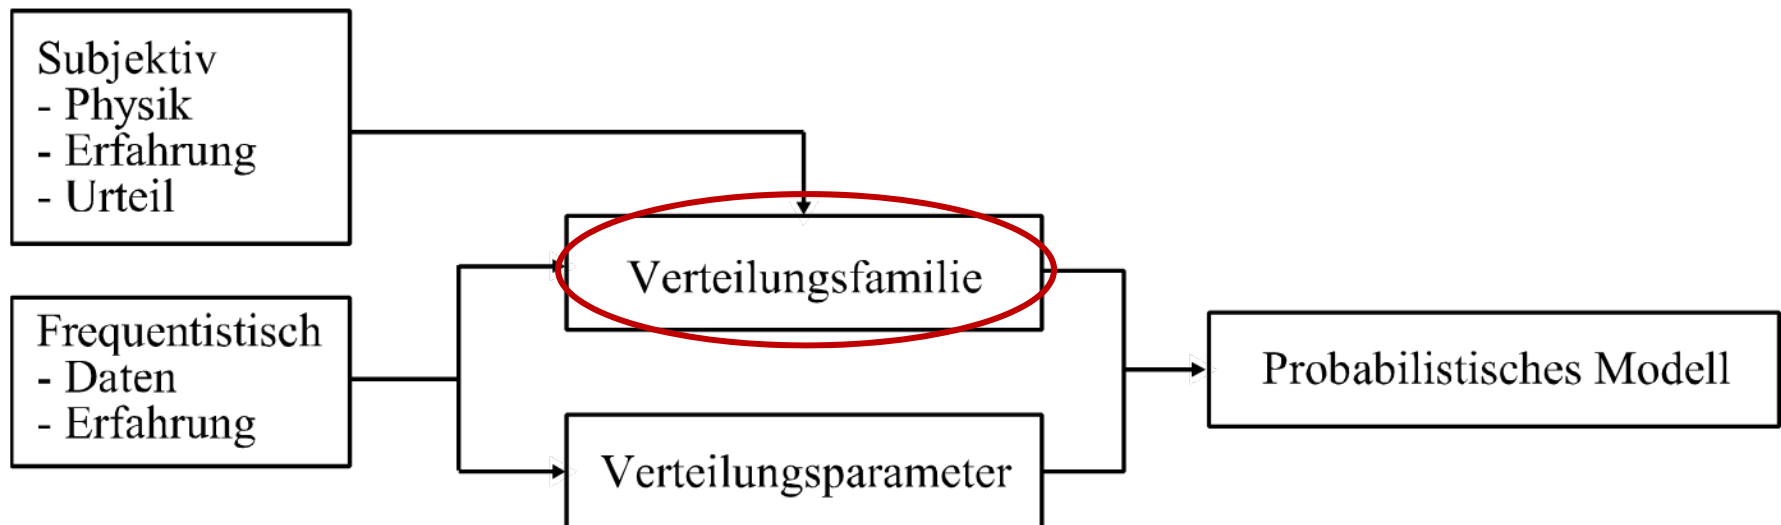 Subjektiv
- Physik
- Erfahrung
- Urteil
Verteilungsfamilie
Frequentistisch
- Daten
- Erfahrung
Probabilistisches Modell
Verteilungsparameter